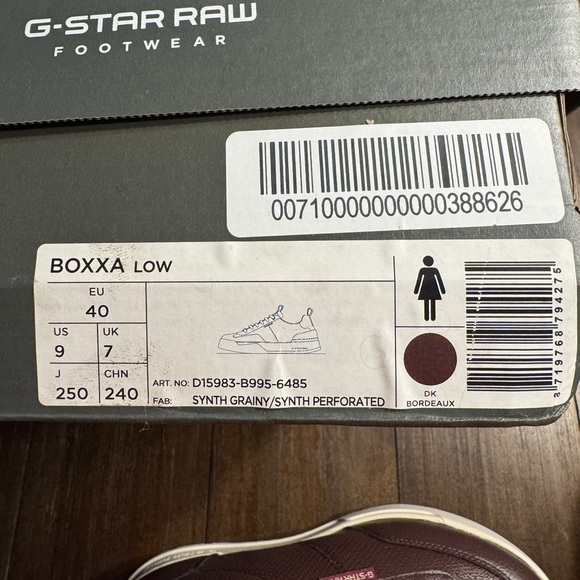 G-STAR RAW
FOOTWEAR
00710000000000388626
BOXXA LOW
EU
40
US
9
UK
7
J
250
CHN
240
ART. NO: D15983-B995-6485
FAB: SYNTH GRAINY/SYNTH PERFORATED
DK
BORDEAUX
8719768794275